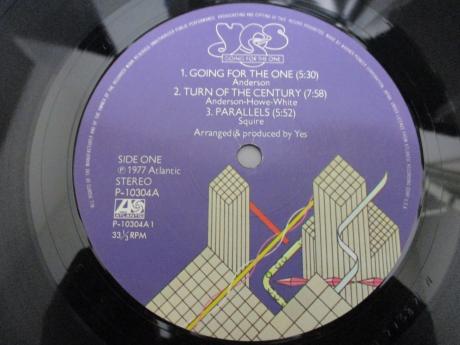 yes
GOING FOR THE ONE
1. GOING FOR THE ONE (5:30)
Anderson
2. TURN OF THE CENTURY (7:58)
Anderson-Howe-White
3. PARALLELS (5:52)
Squire
Arranged & produced by Yes
SIDE ONE
℗ 1977 Atlantic
STEREO
P-10304A
ATLANTIC
P-10304A1
33 1/3 RPM